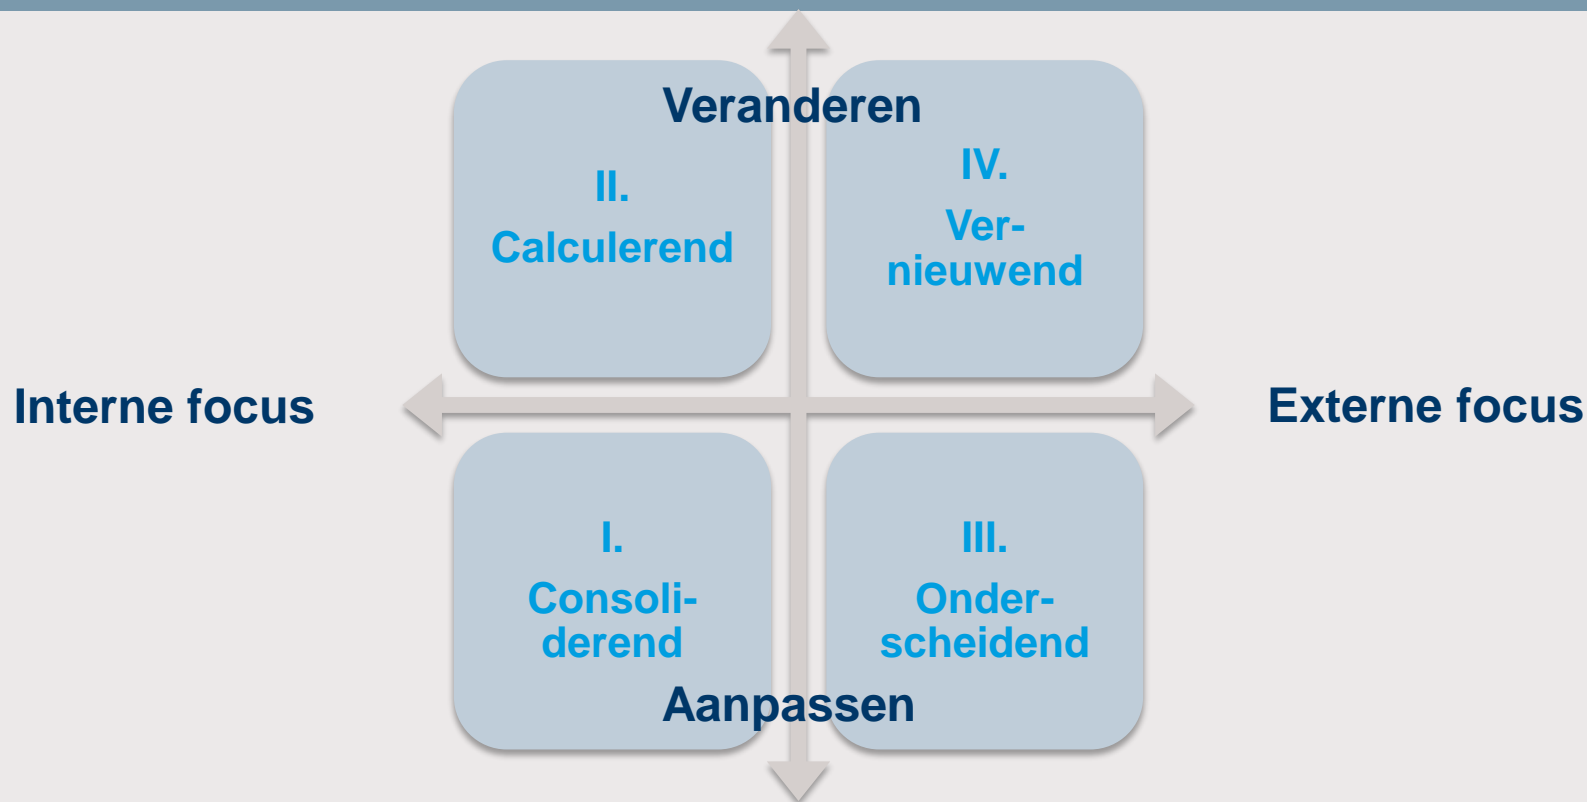 Veranderen
II.
Calculerend
IV.
Ver-
nieuwend
Interne focus
Externe focus
I.
Consoli-
derend
III.
Onder-
scheidend
Aanpassen